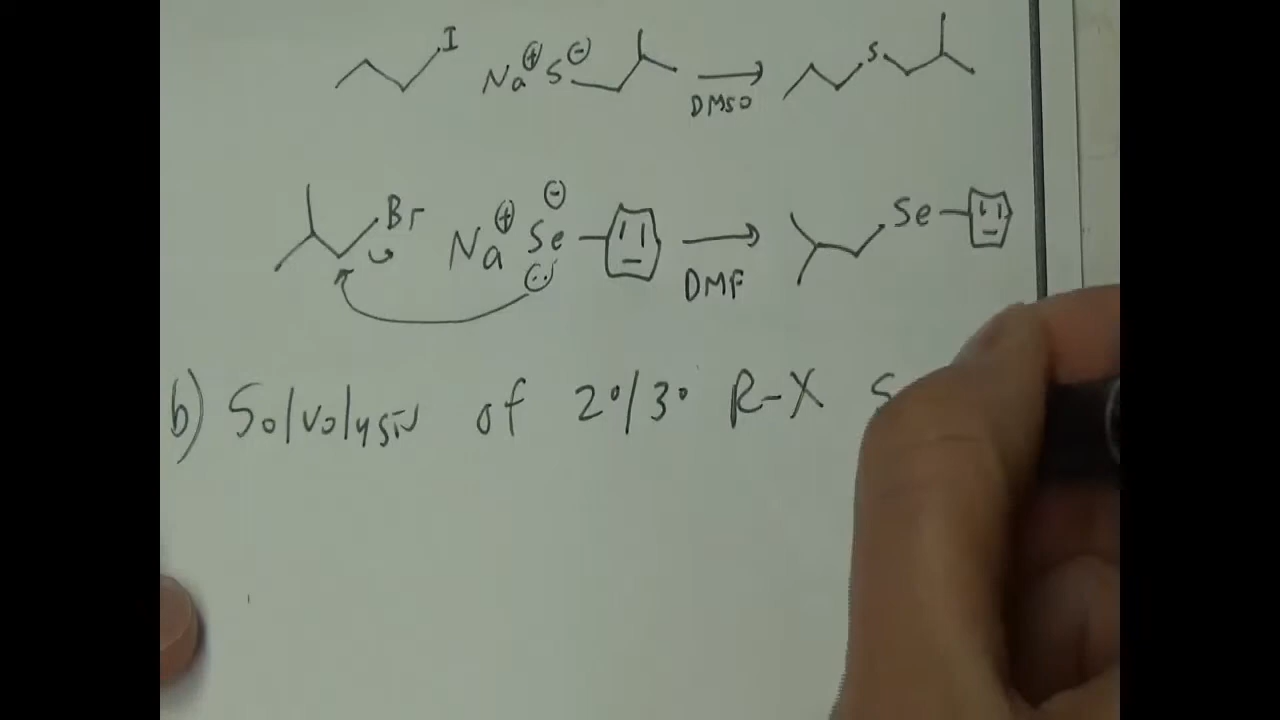 I Na⊕ S⊖ DMSO S
Br Na⊕ Se⊖ DMF Se
b) Solvolysis of 2°/3° R-X S